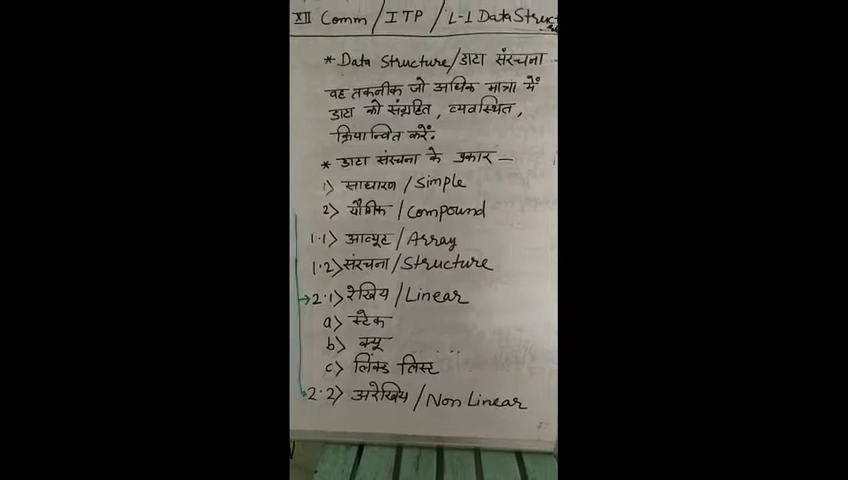 XII Comm / ITP / L-1 Data Struc
* Data Structure/डाटा संरचना -
वह तकनीक जो अधिक मात्रा में
डाटा को संग्रहित, व्यवस्थित,
क्रियान्वित करें.
* डाटा संरचना के प्रकार —
1> साधारण / Simple
2> यौगिक / Compound
1.1> आव्यूह / Array
1.2> संरचना / Structure
2.1> रेखिय / Linear
a> स्टेक
b> क्यू
c> लिंक्ड लिस्ट
2.2> अरेखिय / Non Linear